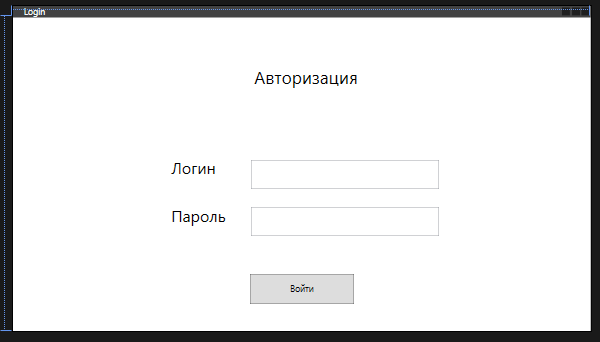 Login
Авторизация
Логин
Пароль
Войти